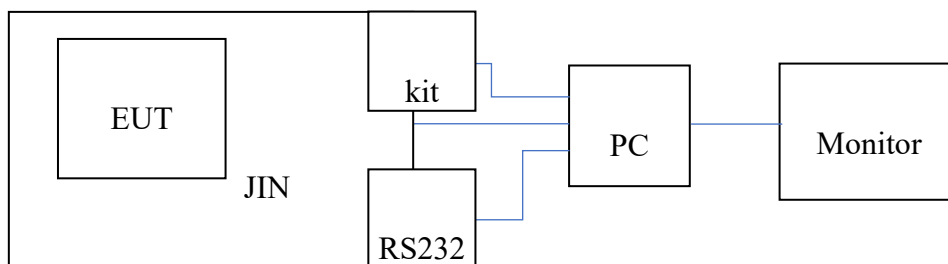 kit
EUT
PC
Monitor
JIN
RS232